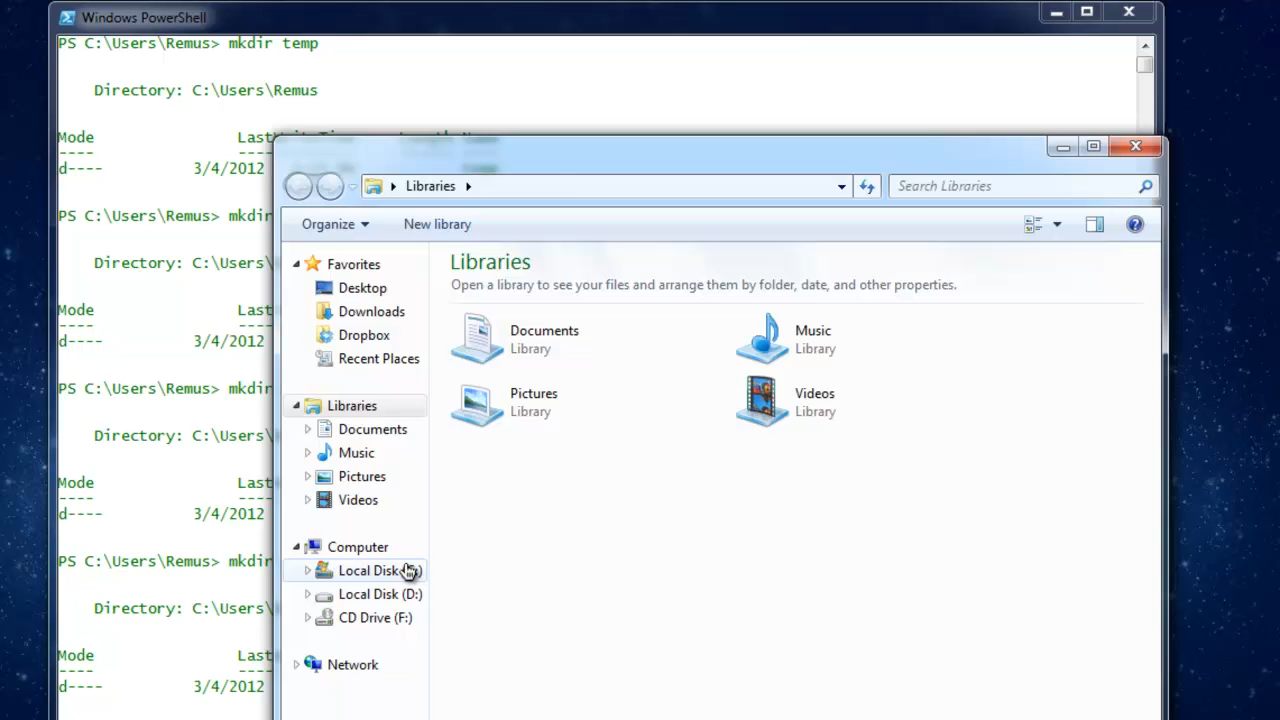 Windows PowerShell
PS C:\Users\Remus> mkdir temp
Directory: C:\Users\Remus
Mode
d---- 3/4/2012
PS C:\Users\Remus> mkdir
Directory: C:\Users\
Mode Last
---- ----
d---- 3/4/2012
PS C:\Users\Remus> mkdir
Directory: C:\Users\
Mode Last
---- ----
d---- 3/4/2012
PS C:\Users\Remus> mkdir
Directory: C:\Users\
Mode Last
---- ----
d---- 3/4/2012
Libraries
Search Libraries
Organize
New library
Favorites
Desktop
Downloads
Dropbox
Recent Places
Libraries
Documents
Music
Pictures
Videos
Computer
Local Disk
Local Disk (D:)
CD Drive (F:)
Network
Libraries
Open a library to see your files and arrange them by folder, date, and other properties.
Documents
Library
Music
Library
Pictures
Library
Videos
Library